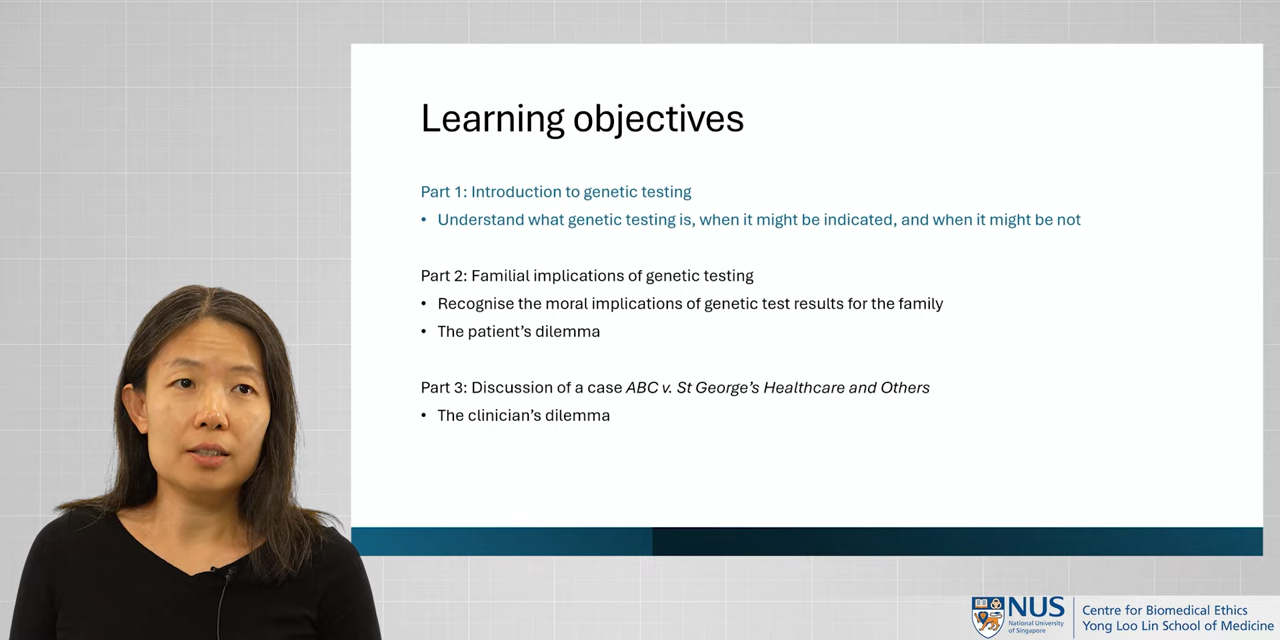 Learning objectives
Part 1: Introduction to genetic testing
• Understand what genetic testing is, when it might be indicated, and when it might be not
Part 2: Familial implications of genetic testing
• Recognise the moral implications of genetic test results for the family
• The patient's dilemma
Part 3: Discussion of a case ABC v. St George's Healthcare and Others
• The clinician's dilemma
NUS
National University
of Singapore
Centre for Biomedical Ethics
Yong Loo Lin School of Medicine